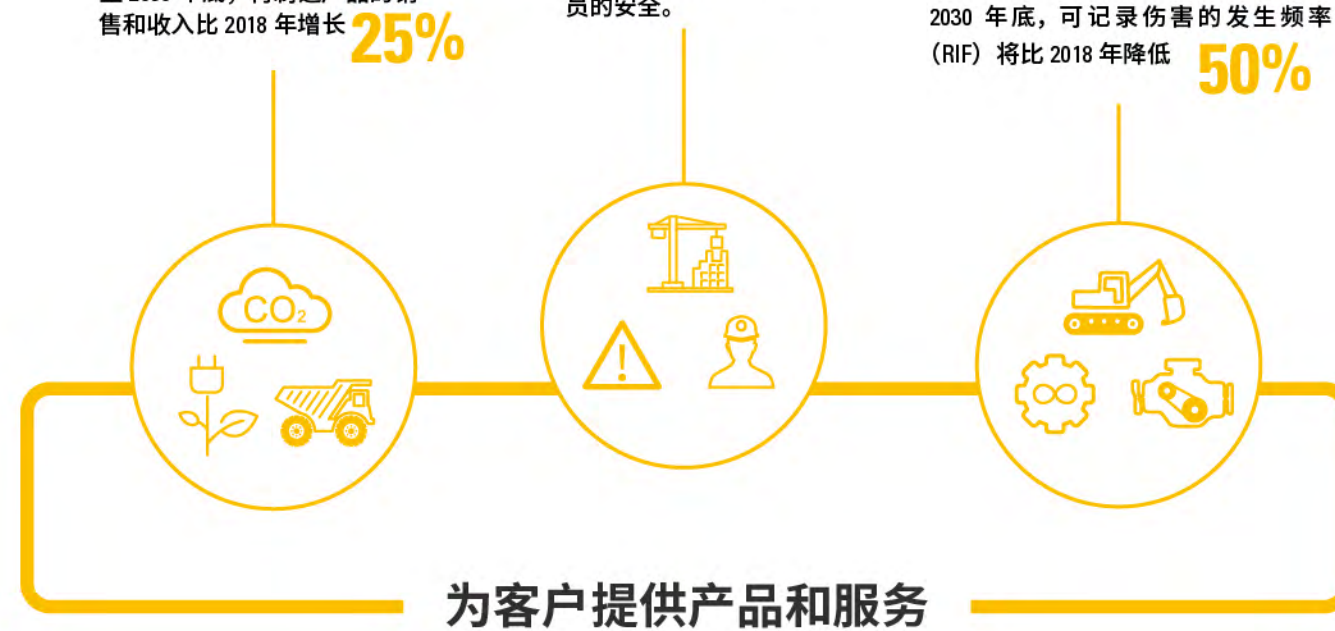 售和收入比 2018 年增长 25%
员的安全。
2030 年底，可记录伤害的发生频率
（RIF）将比 2018 年降低 50%
CO₂
为客户提供产品和服务